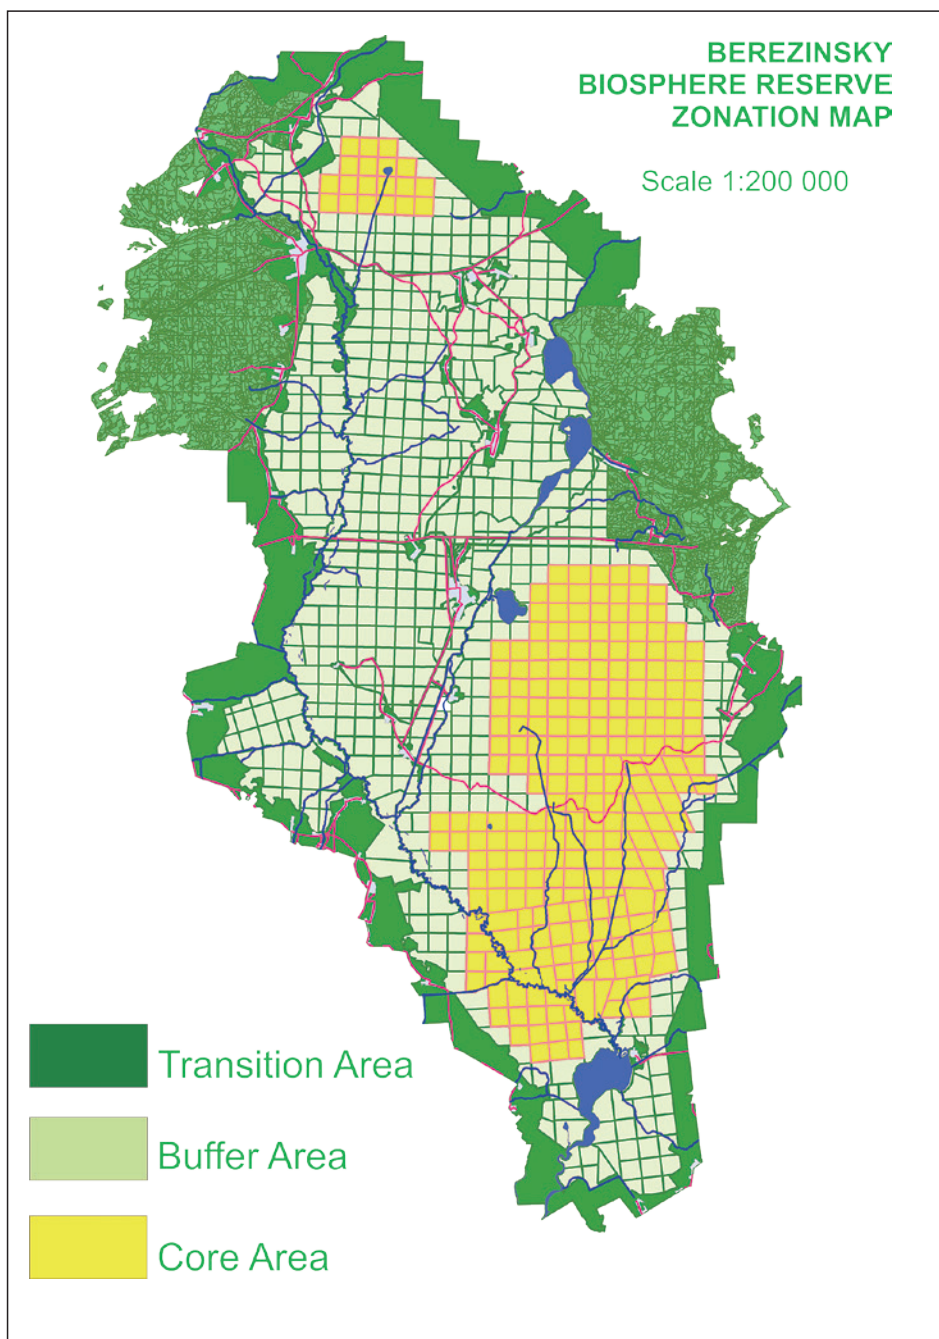 BEREZINSKY
BIOSPHERE RESERVE
ZONATION MAP
Scale 1:200 000
Transition Area
Buffer Area
Core Area